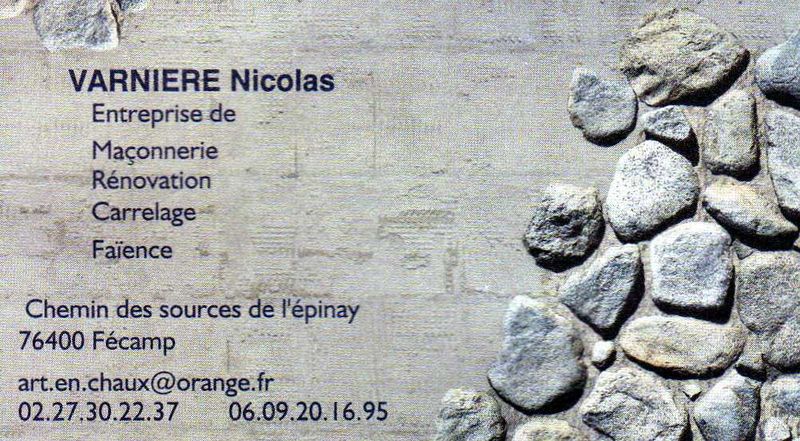 VARNIERE Nicolas
Entreprise de
Maçonnerie
Rénovation
Carrelage
Faïence
Chemin des sources de l'épinay
76400 Fécamp
art.en.chaux@orange.fr
02.27.30.22.37 06.09.20.16.95